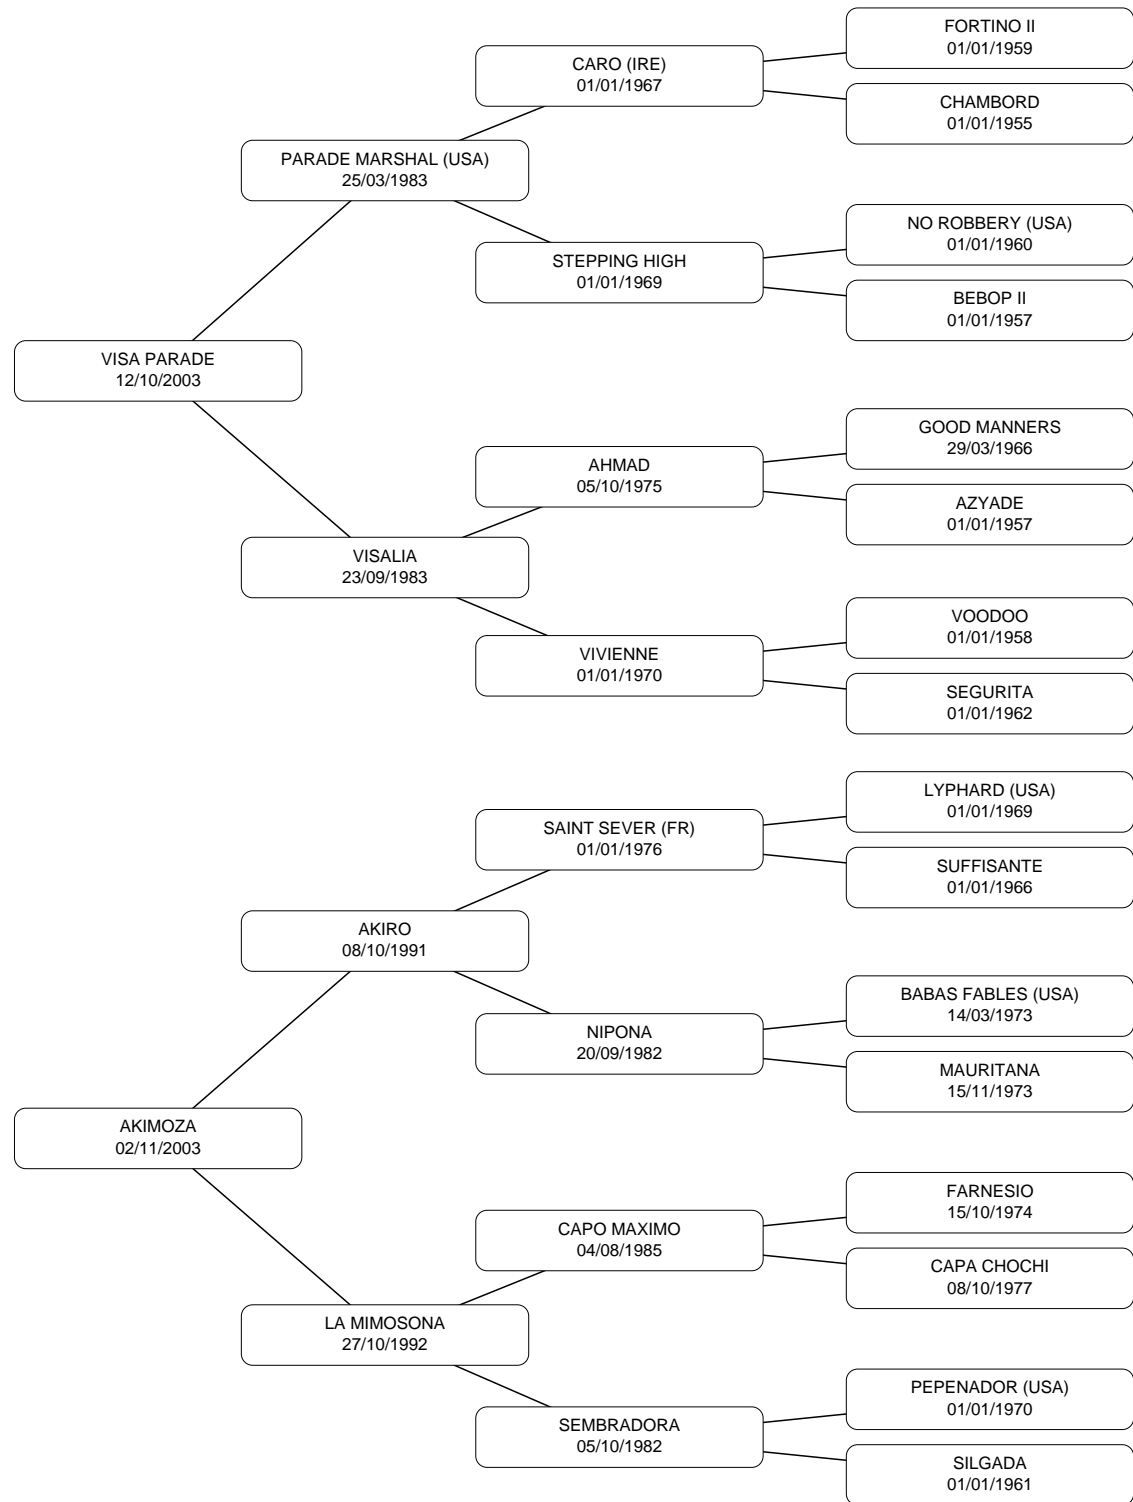 FORTINO II
01/01/1959
CARO (IRE)
01/01/1967
CHAMBORD
01/01/1955
PARADE MARSHAL (USA)
25/03/1983
NO ROBBERY (USA)
01/01/1960
STEPPING HIGH
01/01/1969
BEBOP II
01/01/1957
VISA PARADE
12/10/2003
GOOD MANNERS
29/03/1966
AHMAD
05/10/1975
AZYADE
01/01/1957
VISALIA
23/09/1983
VOODOO
01/01/1958
VIVIENNE
01/01/1970
SEGURITA
01/01/1962
LYPHARD (USA)
01/01/1969
SAINT SEVER (FR)
01/01/1976
SUFFISANTE
01/01/1966
AKIRO
08/10/1991
BABAS FABLES (USA)
14/03/1973
NIPONA
20/09/1982
MAURITANA
15/11/1973
AKIMOZA
02/11/2003
FARNESIO
15/10/1974
CAPO MAXIMO
04/08/1985
CAPA CHOCHI
08/10/1977
LA MIMOSONA
27/10/1992
PEPENADOR (USA)
01/01/1970
SEMBRADORA
05/10/1982
SILGADA
01/01/1961